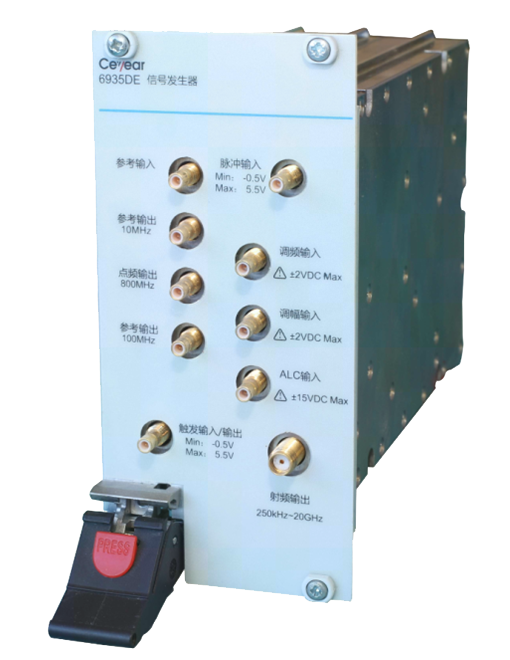 Ceyear
6935DE 信号发生器
参考输入
脉冲输入
Min: -0.5V
Max: 5.5V
参考输出
10MHz
调频输入
±2VDC Max
点频输出
800MHz
调幅输入
±2VDC Max
参考输出
100MHz
ALC输入
±15VDC Max
触发输入/输出
Min: -0.5V
Max: 5.5V
射频输出
250kHz~20GHz
PRESS